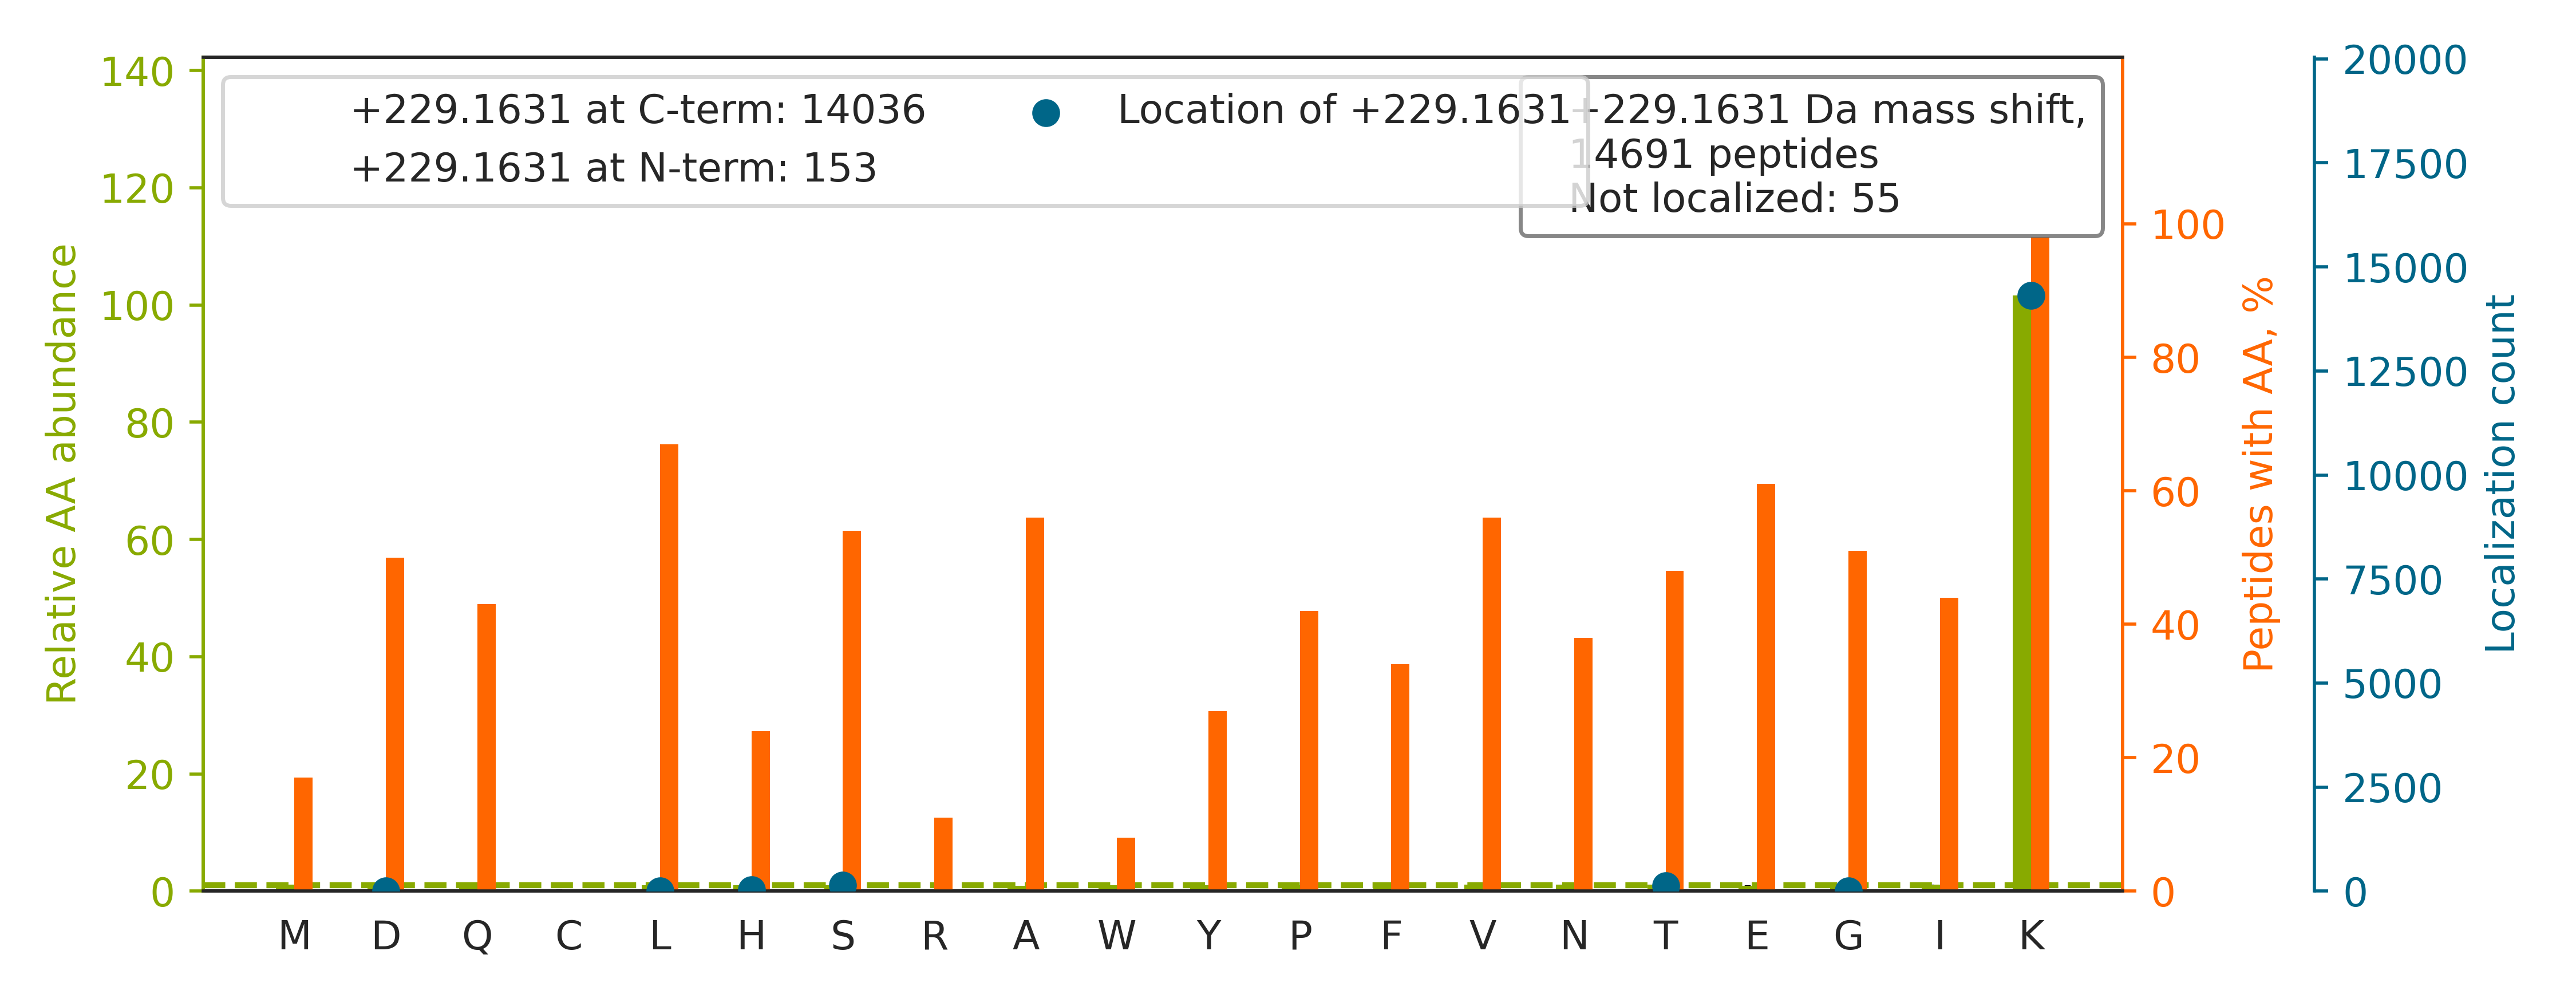 +229.1631 at C-term: 14036
+229.1631 at N-term: 153
Location of +229.1631
+229.1631 Da mass shift,
14691 peptides
Not localized: 55
Relative AA abundance
140
120
100
80
60
40
20
0
M D Q C L H S R A W Y P F V N T E G I K
100
80
60
40
20
0
Peptides with AA, %
20000
17500
15000
12500
10000
7500
5000
2500
0
Localization count